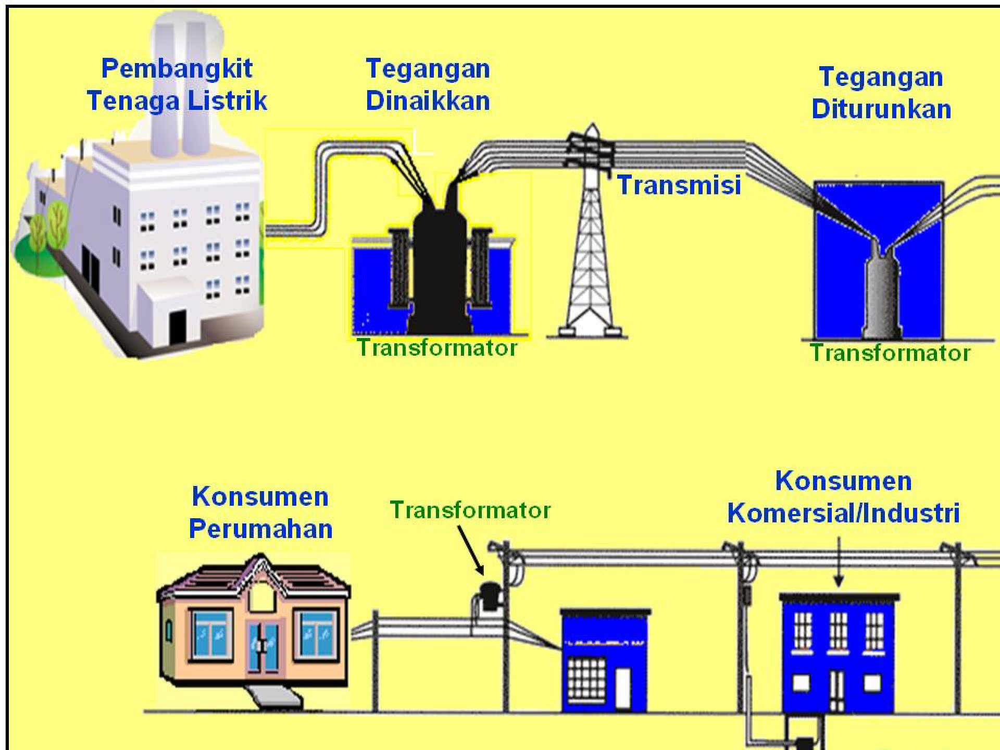 Pembangkit
Tenaga Listrik
Tegangan
Dinaikkan
Tegangan
Diturunkan
Transmisi
Transformator
Transformator
Konsumen
Perumahan
Transformator
Konsumen
Komersial/Industri